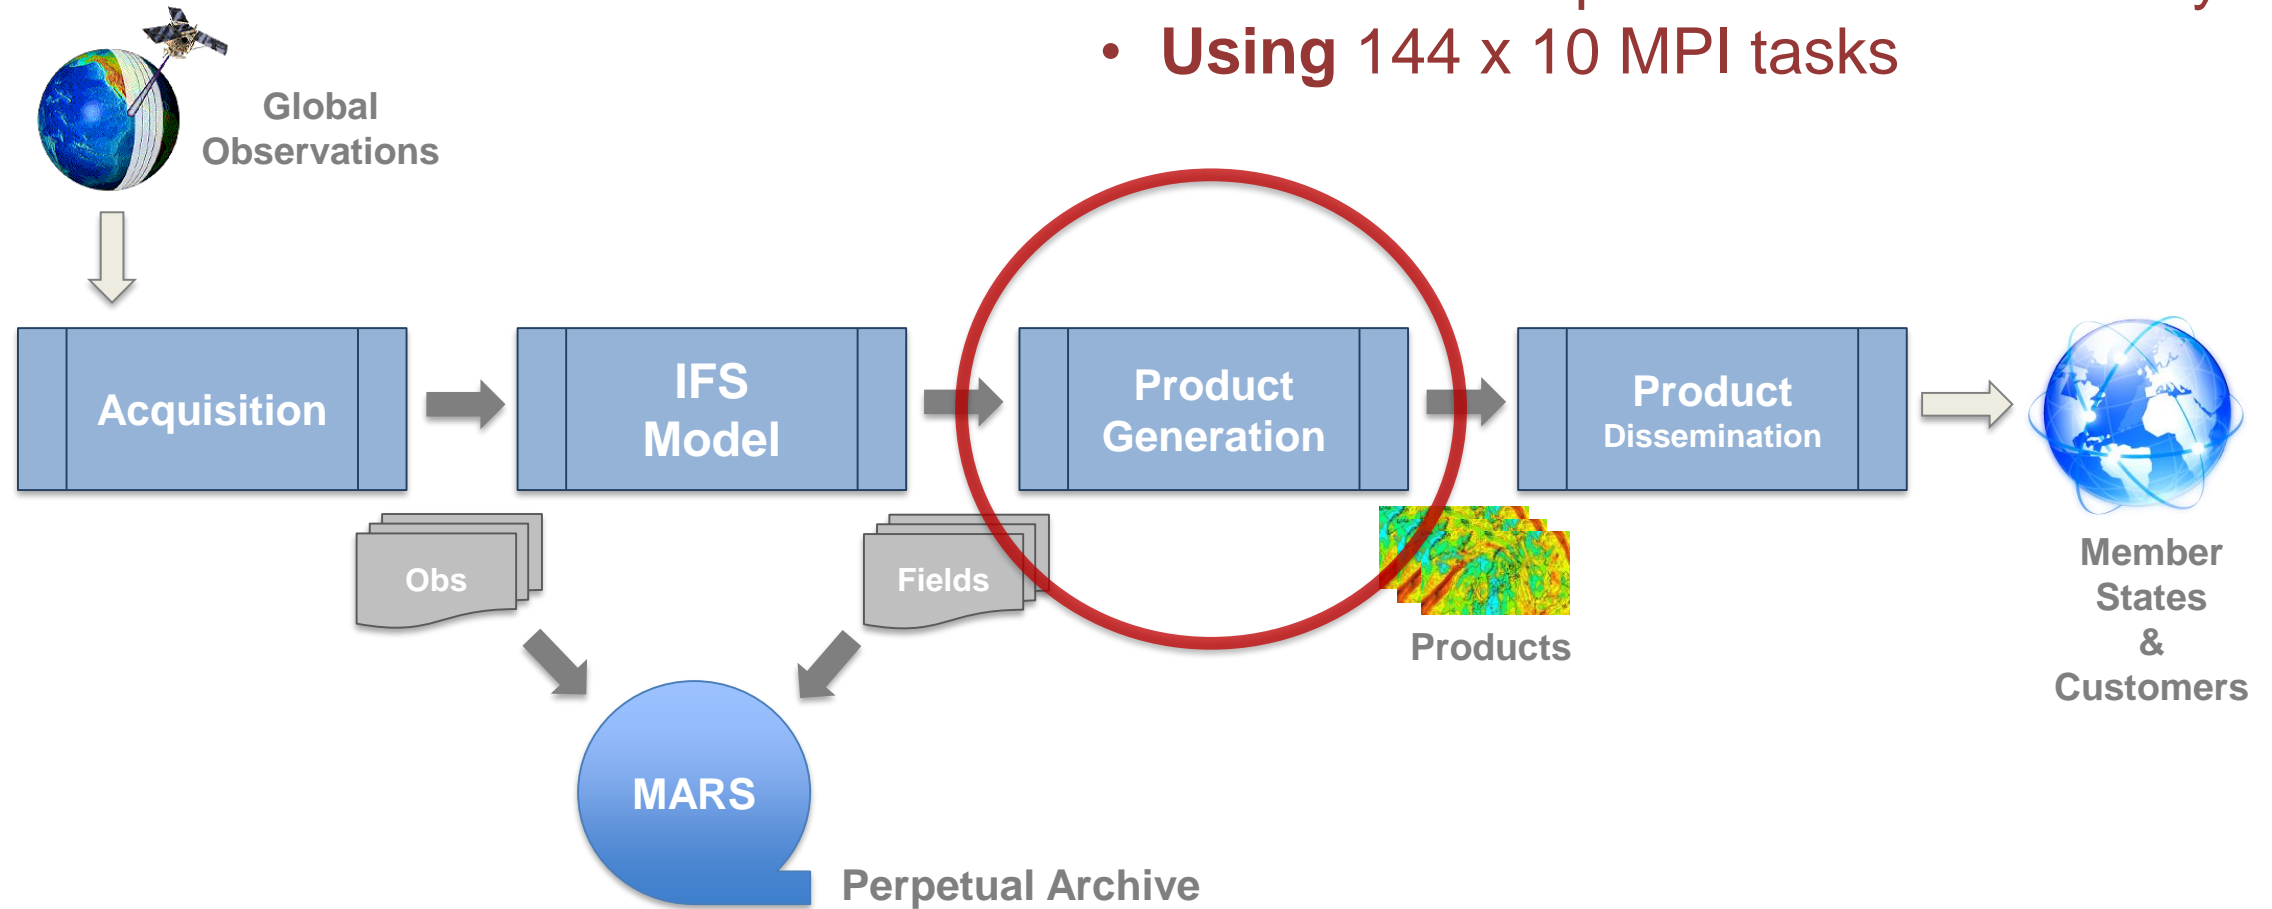 • Using 144 x 10 MPI tasks
Global
Observations
Acquisition
IFS
Model
Product
Generation
Product
Dissemination
Obs
Fields
Products
Member
States
&
Customers
MARS
Perpetual Archive